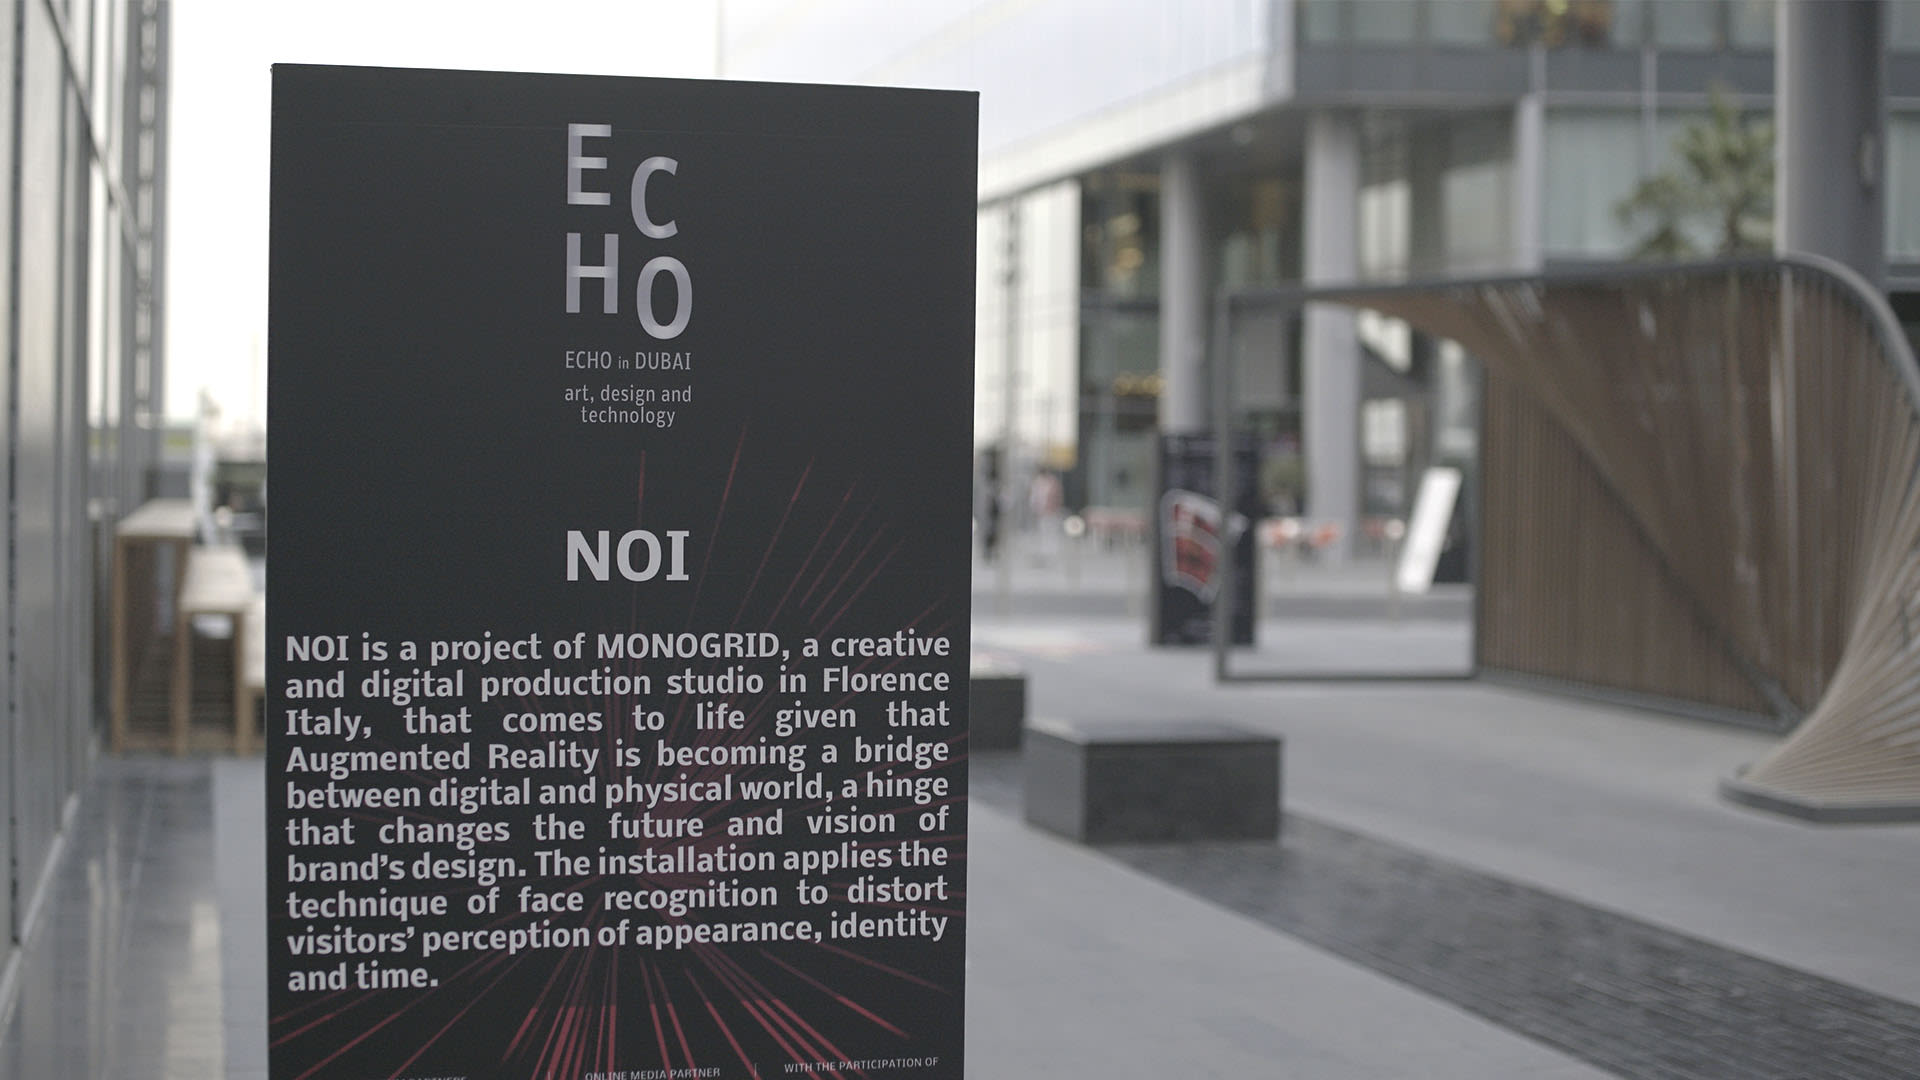 E
C
H
O
ECHO in DUBAI
art, design and
technology
NOI
NOI is a project of MONOGRID, a creative
and digital production studio in Florence
Italy, that comes to life given that
Augmented Reality is becoming a bridge
between digital and physical world, a hinge
that changes the future and vision of
brand’s design. The installation applies the
technique of face recognition to distort
visitors’ perception of appearance, identity
and time.
ONLINE MEDIA PARTNER
WITH THE PARTICIPATION OF